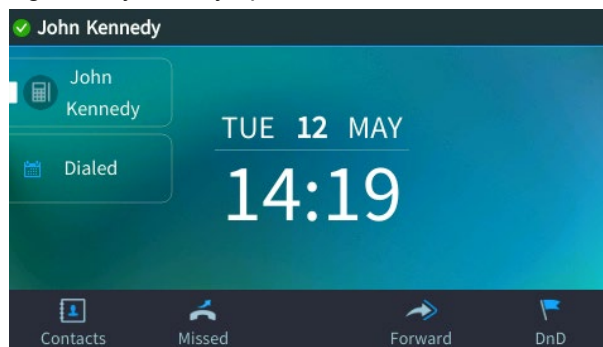 John Kennedy
John
Kennedy
Dialed
TUE 12 MAY
14:19
Contacts
Missed
Forward
DnD